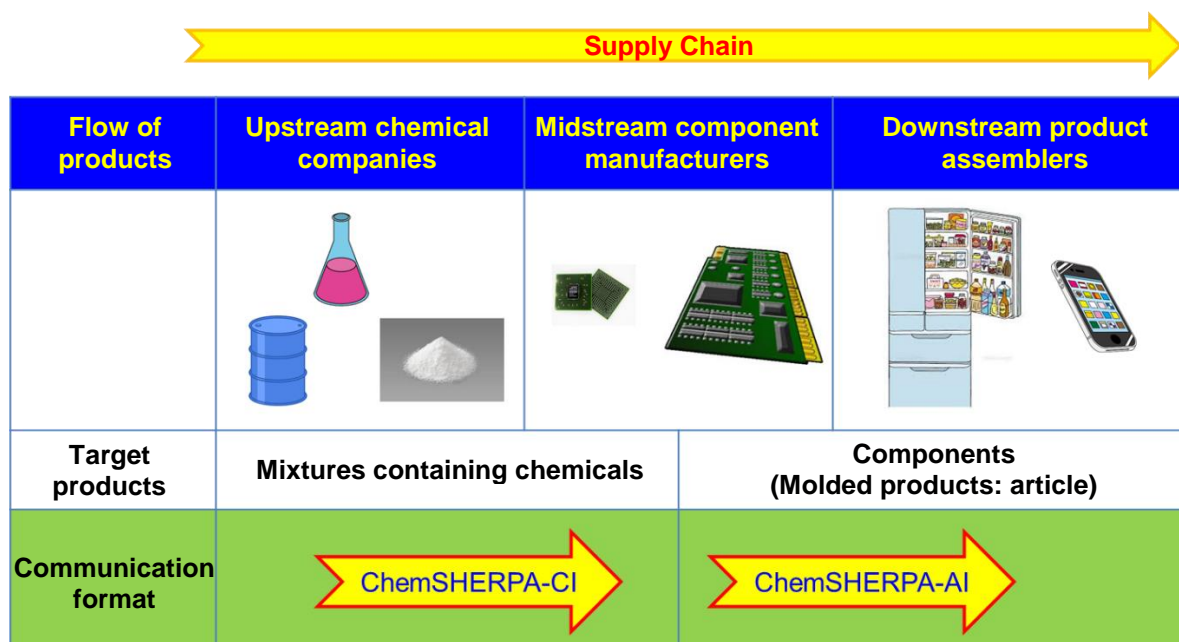 Supply Chain
Flow of
products
Upstream chemical
companies
Midstream component
manufacturers
Downstream product
assemblers
Target
products
Mixtures containing chemicals
Components
(Molded products: article)
Communication
format
ChemSHERPA-CI
ChemSHERPA-AI